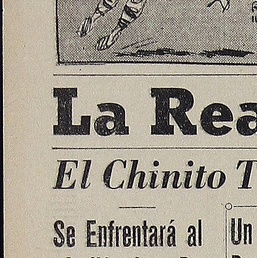 La Rea
El Chinito T
Se Enfrentará al
Un